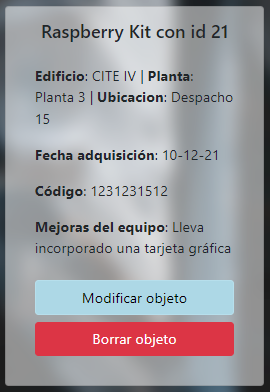 Raspberry Kit con id 21
Edificio: CITE IV | Planta:
Planta 3 | Ubicacion: Despacho
15
Fecha adquisición: 10-12-21
Código: 1231231512
Mejoras del equipo: Lleva
incorporado una tarjeta gráfica
Modificar objeto
Borrar objeto